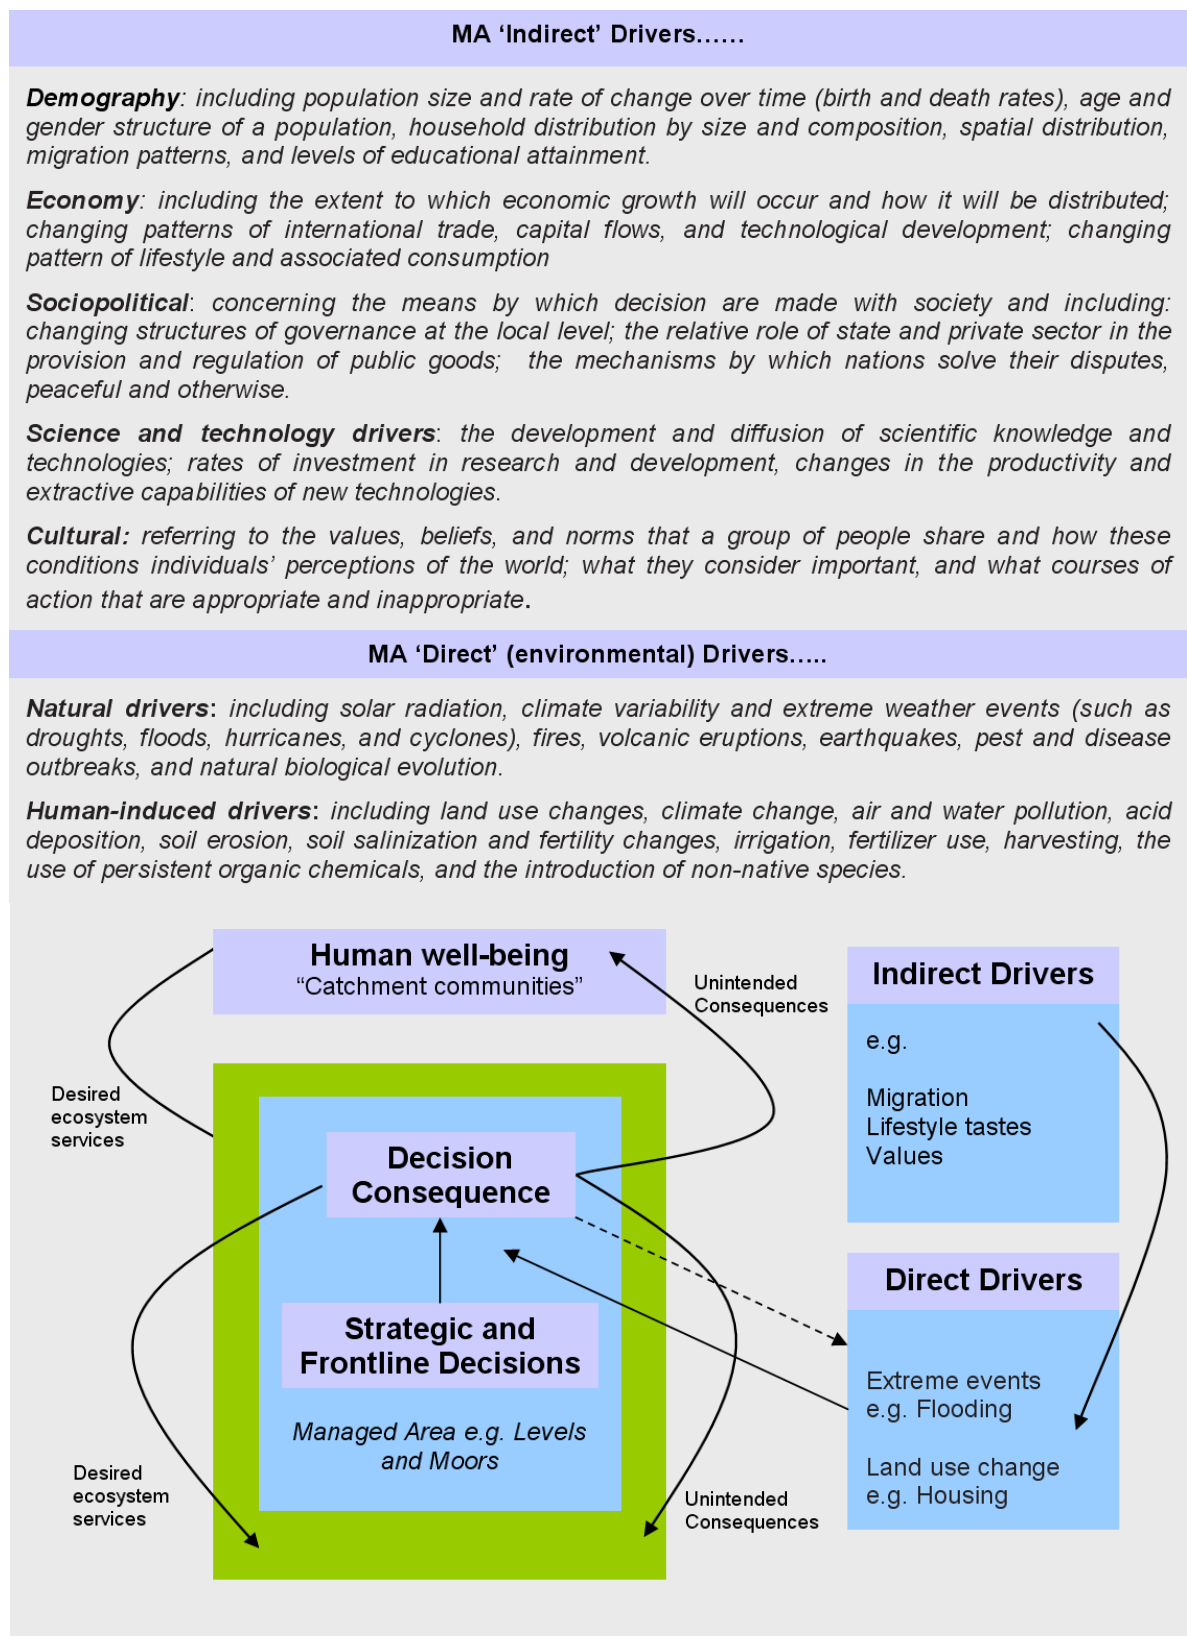 MA ‘Indirect’ Drivers……
Demography: including population size and rate of change over time (birth and death rates), age and
gender structure of a population, household distribution by size and composition, spatial distribution,
migration patterns, and levels of educational attainment.
Economy: including the extent to which economic growth will occur and how it will be distributed;
changing patterns of international trade, capital flows, and technological development; changing
pattern of lifestyle and associated consumption
Sociopolitical: concerning the means by which decision are made with society and including:
changing structures of governance at the local level; the relative role of state and private sector in the
provision and regulation of public goods; the mechanisms by which nations solve their disputes,
peaceful and otherwise.
Science and technology drivers: the development and diffusion of scientific knowledge and
technologies; rates of investment in research and development, changes in the productivity and
extractive capabilities of new technologies.
Cultural: referring to the values, beliefs, and norms that a group of people share and how these
conditions individuals’ perceptions of the world; what they consider important, and what courses of
action that are appropriate and inappropriate.
MA ‘Direct’ (environmental) Drivers…..
Natural drivers: including solar radiation, climate variability and extreme weather events (such as
droughts, floods, hurricanes, and cyclones), fires, volcanic eruptions, earthquakes, pest and disease
outbreaks, and natural biological evolution.
Human-induced drivers: including land use changes, climate change, air and water pollution, acid
deposition, soil erosion, soil salinization and fertility changes, irrigation, fertilizer use, harvesting, the
use of persistent organic chemicals, and the introduction of non-native species.
Human well-being
“Catchment communities”
Unintended
Consequences
Desired
ecosystem
services
Decision
Consequence
Strategic and
Frontline Decisions
Managed Area e.g. Levels
and Moors
Desired
ecosystem
services
Unintended
Consequences
Indirect Drivers
e.g.
Migration
Lifestyle tastes
Values
Direct Drivers
Extreme events
e.g. Flooding
Land use change
e.g. Housing